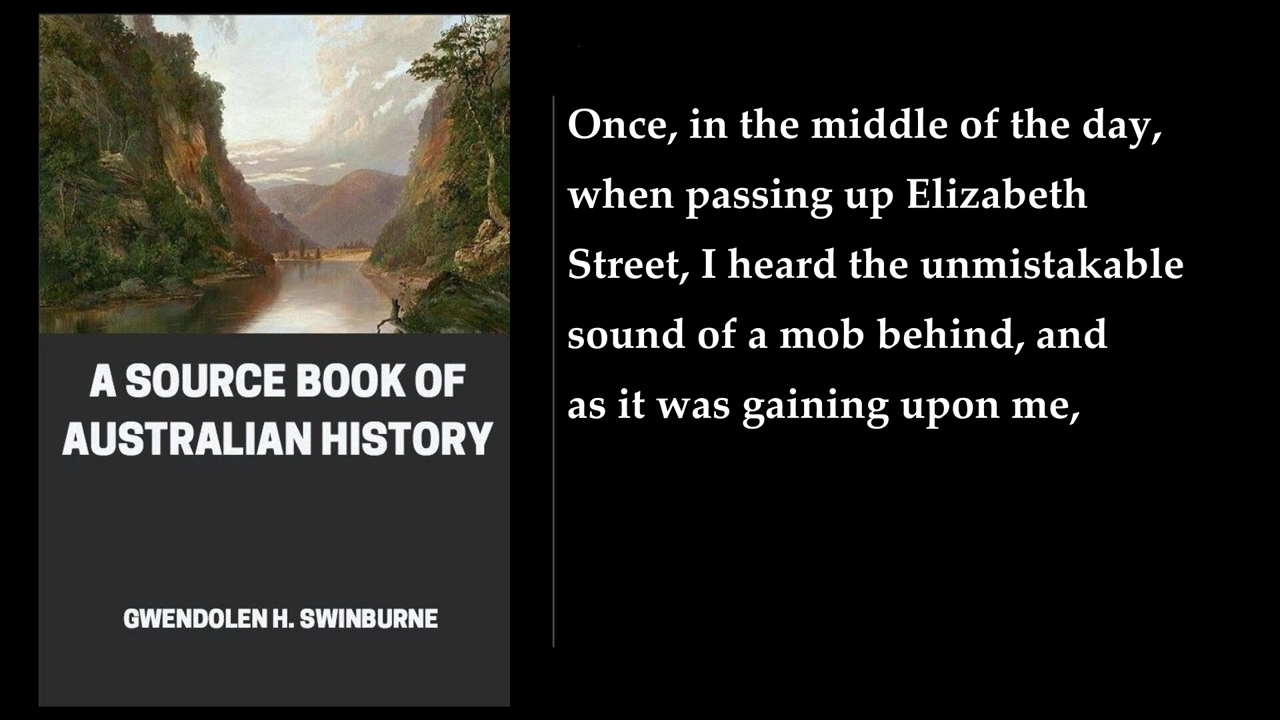 A SOURCE BOOK OF
AUSTRALIAN HISTORY
GWENDOLEN H. SWINBURNE
Once, in the middle of the day,
when passing up Elizabeth
Street, I heard the unmistakable
sound of a mob behind, and
as it was gaining upon me,